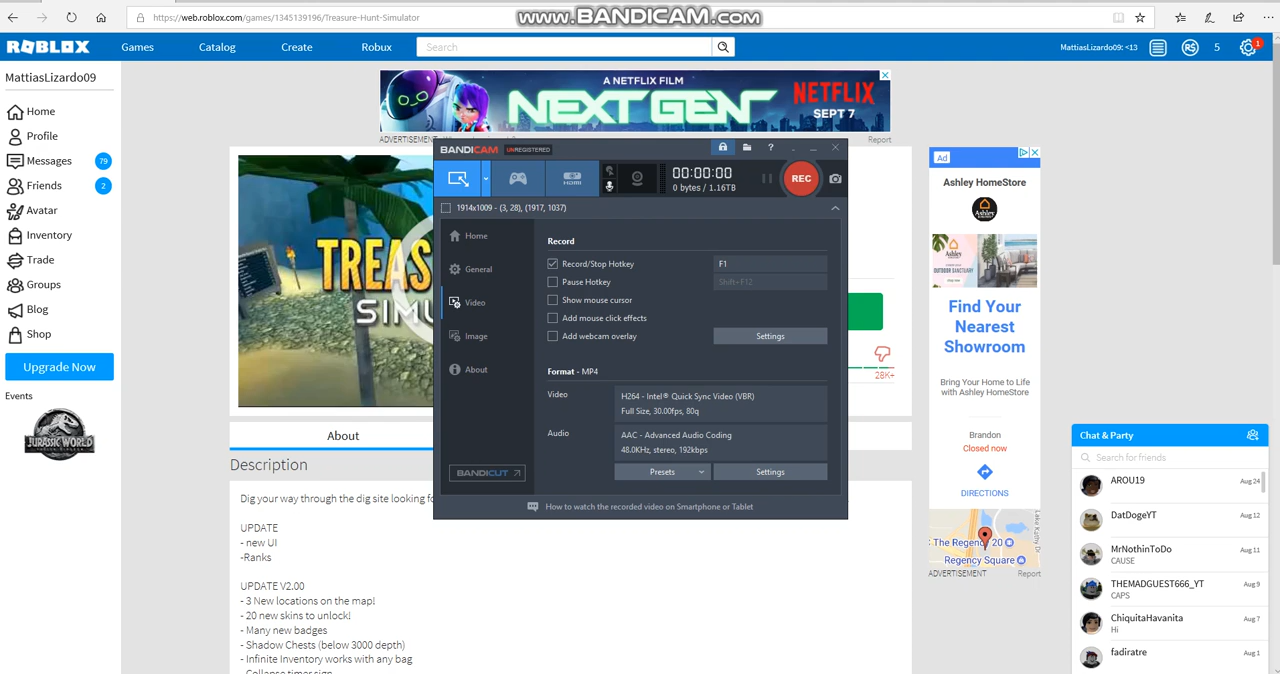 https://web.roblox.com/games/1345139196/Treasure-Hunt-Simulator
www.BANDICAM.com
ROBLOX
Games
Catalog
Create
Robux
Search
MattiasLizardo09: <13
R$
5
1
MattiasLizardo09
Home
Profile
Messages
79
Friends
2
Avatar
Inventory
Trade
Groups
Blog
Shop
Upgrade Now
Events
JURASSIC WORLD
A NETFLIX FILM
NEXT GEN
NETFLIX
SEPT 7
ADVERTISEMENT
Report
TREAS
SIMU
28K+
BANDICAM
UNREGISTERED
HDMI
00:00:00
0 bytes / 1.16TB
REC
1914x1009 - (3, 28), (1917, 1037)
Home
General
Video
Image
About
BANDICUT
Record
Record/Stop Hotkey
F1
Pause Hotkey
Shift+F12
Show mouse cursor
Add mouse click effects
Add webcam overlay
Settings
Format - MP4
Video
H264 - Intel® Quick Sync Video (VBR)
Full Size, 30.00fps, 80q
Audio
AAC - Advanced Audio Coding
48.0KHz, stereo, 192kbps
Presets
Settings
How to watch the recorded video on Smartphone or Tablet
About
Description
Dig your way through the dig site looking fo
UPDATE
- new UI
-Ranks
UPDATE V2.00
- 3 New locations on the map!
- 20 new skins to unlock!
- Many new badges
- Shadow Chests (below 3000 depth)
- Infinite Inventory works with any bag
- Collapse timer sign
Ad
Ashley HomeStore
Find Your
Nearest
Showroom
Bring Your Home to Life
with Ashley HomeStore
Brandon
Closed now
DIRECTIONS
The Regency 20
Regency Square
ADVERTISEMENT
Report
Chat & Party
Search for friends
AROU19
Aug 24
DatDogeYT
Aug 12
MrNothinToDo
Aug 11
CAUSE
THEMADGUEST666_YT
Aug 9
CAPS
ChiquitaHavanita
Aug 7
Hi
fadiratre
Aug 1